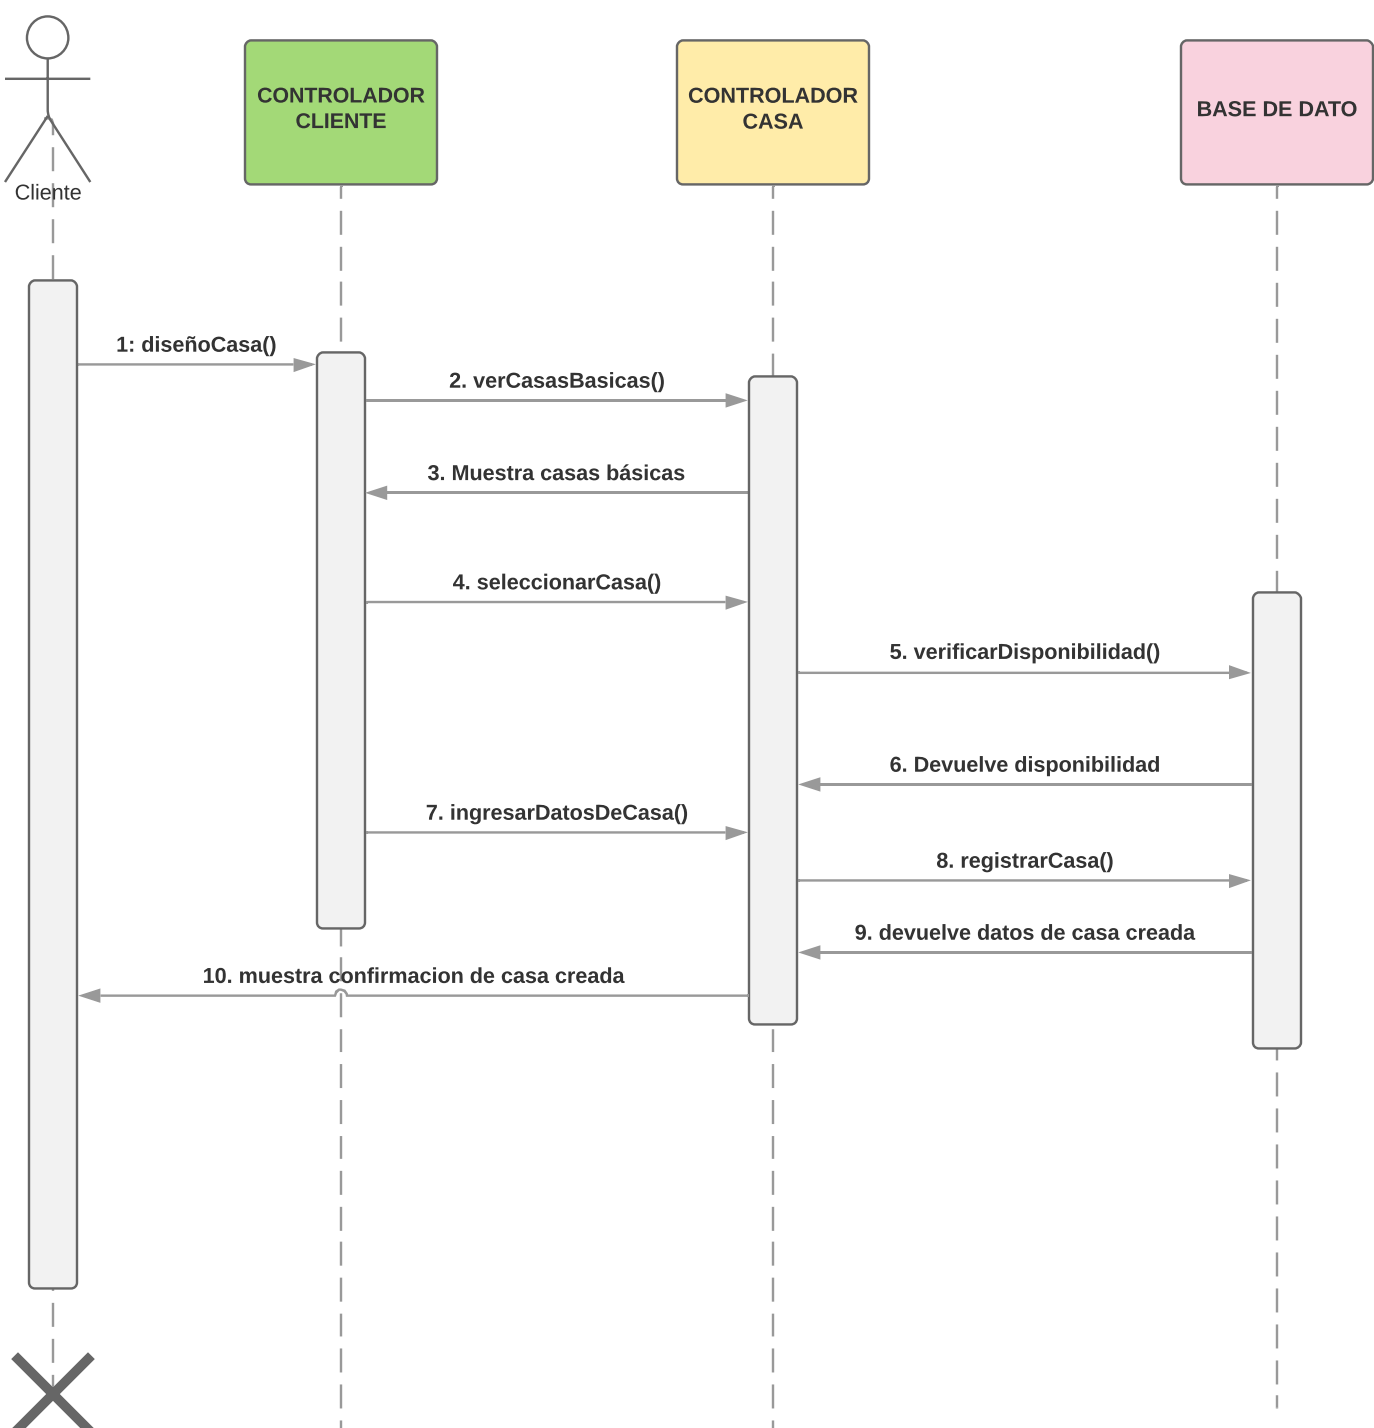 Cliente
CONTROLADOR
CLIENTE
CONTROLADOR
CASA
BASE DE DATO
1: diseñoCasa()
2. verCasasBasicas()
3. Muestra casas básicas
4. seleccionarCasa()
5. verificarDisponibilidad()
6. Devuelve disponibilidad
7. ingresarDatosDeCasa()
8. registrarCasa()
9. devuelve datos de casa creada
10. muestra confirmacion de casa creada